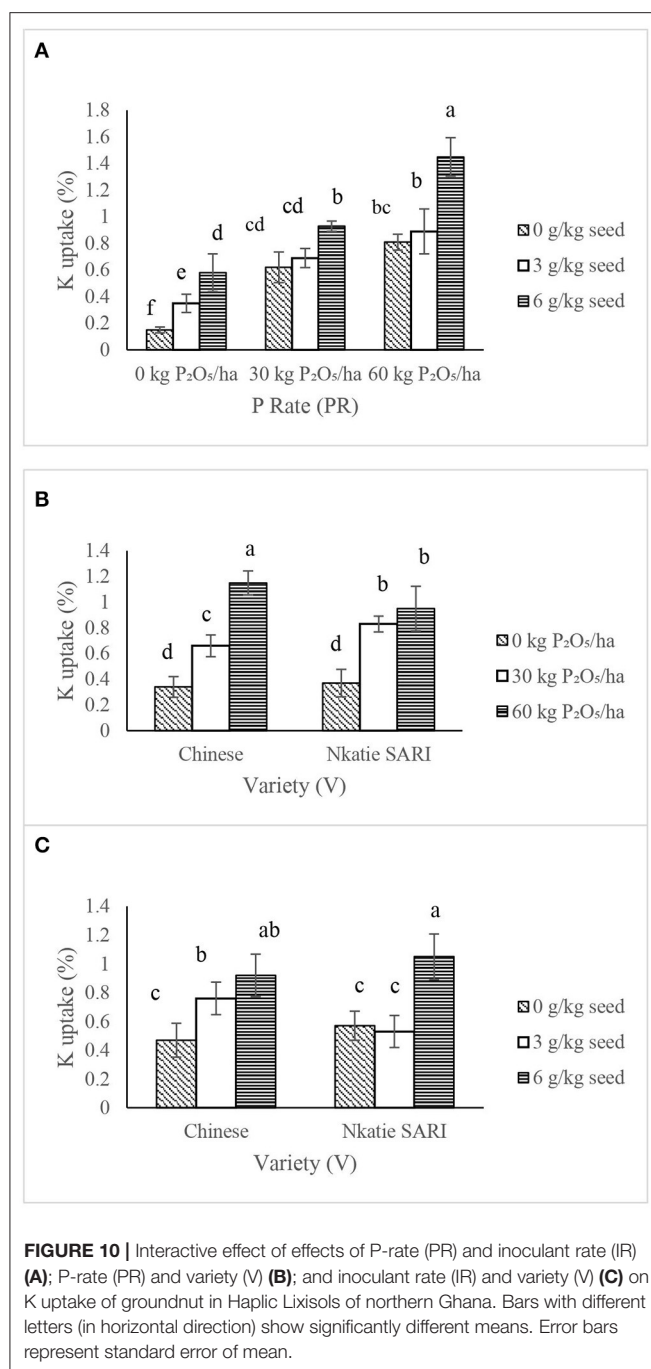 A
1.8
1.6
1.4
1.2
1
0.8
0.6
0.4
0.2
0
K uptake (%)
f e d cd cd b bc b a
0 kg P₂O₅/ha 30 kg P₂O₅/ha 60 kg P₂O₅/ha
P Rate (PR)
0 g/kg seed
3 g/kg seed
6 g/kg seed
B
1.4
1.2
1
0.8
0.6
0.4
0.2
0
K uptake (%)
d c a d b b
Chinese Nkatie SARI
Variety (V)
0 kg P₂O₅/ha
30 kg P₂O₅/ha
60 kg P₂O₅/ha
C
1.4
1.2
1
0.8
0.6
0.4
0.2
0
K uptake (%)
c b ab c c a
Chinese Nkatie SARI
Variety (V)
0 g/kg seed
3 g/kg seed
6 g/kg seed
FIGURE 10 | Interactive effect of effects of P-rate (PR) and inoculant rate (IR)
(A); P-rate (PR) and variety (V) (B); and inoculant rate (IR) and variety (V) (C) on
K uptake of groundnut in Haplic Lixisols of northern Ghana. Bars with different
letters (in horizontal direction) show significantly different means. Error bars
represent standard error of mean.